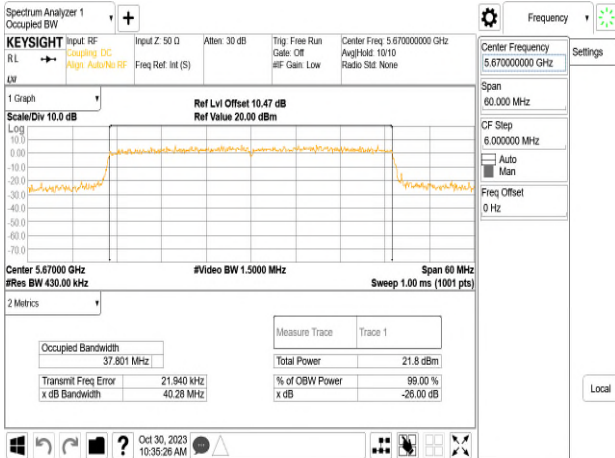 Spectrum Analyzer 1
Occupied BW
+
Frequency
KEYSIGHT
RL
Input: RF
Coupling: DC
Align: Auto/No RF
Input Z: 50 Ω
Freq Ref: Int (S)
Atten: 30 dB
Trig: Free Run
Gate: Off
#IF Gain: Low
Center Freq: 5.670000000 GHz
Avg|Hold: 10/10
Radio Std: None
Center Frequency
5.670000000 GHz
Settings
Span
60.000 MHz
CF Step
6.000000 MHz
Auto
Man
Freq Offset
0 Hz
Local
1 Graph
Scale/Div 10.0 dB
Ref Lvl Offset 10.47 dB
Ref Value 20.00 dBm
Log
10.0
0.00
-10.0
-20.0
-30.0
-40.0
-50.0
-60.0
-70.0
Center 5.67000 GHz
#Video BW 1.5000 MHz
Span 60 MHz
#Res BW 430.00 kHz
Sweep 1.00 ms (1001 pts)
2 Metrics
Measure Trace Trace 1
Occupied Bandwidth
37.801 MHz
Total Power 21.8 dBm
Transmit Freq Error 21.940 kHz
% of OBW Power 99.00 %
x dB Bandwidth 40.28 MHz
x dB -26.00 dB
?
Oct 30, 2023
10:35:26 AM